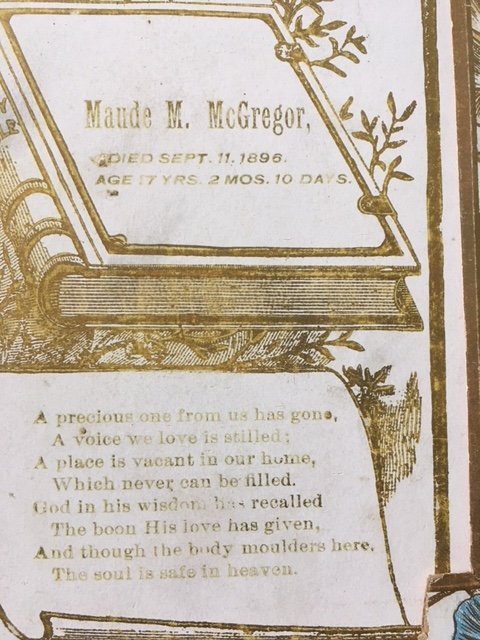 Maude M. McGregor,
DIED SEPT. 11. 1896.
AGE 17 YRS. 2 MOS. 10 DAYS.
A precious one from us has gone,
A voice we love is stilled;
A place is vacant in our home,
Which never can be filled.
God in his wisdom has recalled
The boon His love has given,
And though the body moulders here,
The soul is safe in heaven.